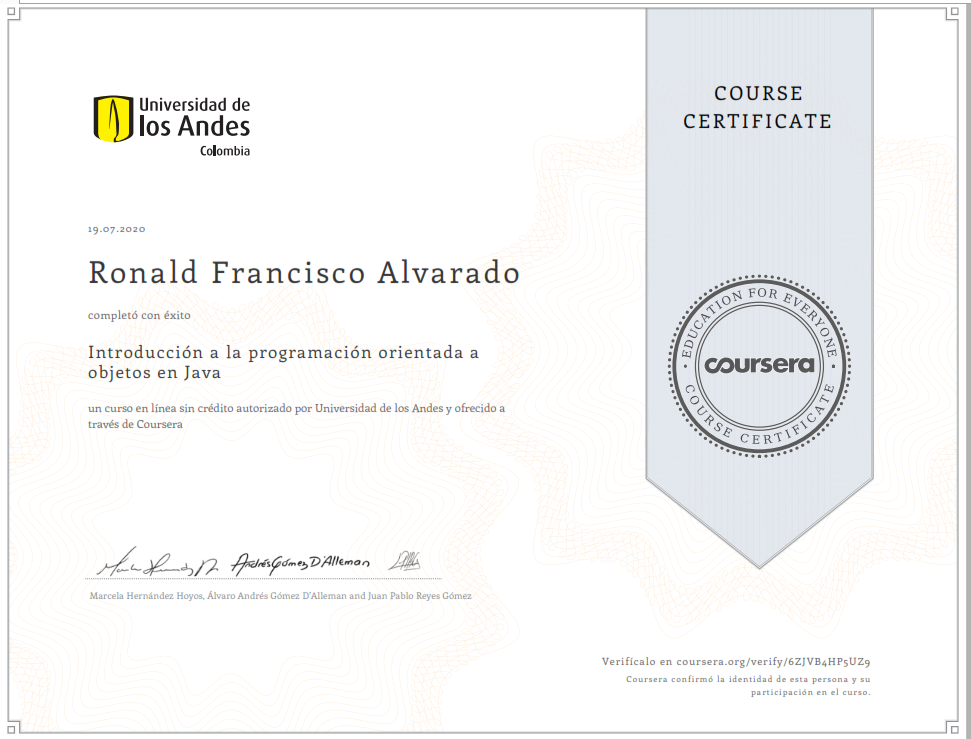 Universidad de
los Andes
Colombia
COURSE
CERTIFICATE
19.07.2020
Ronald Francisco Alvarado
completó con éxito
Introducción a la programación orientada a
objetos en Java
un curso en línea sin crédito autorizado por Universidad de los Andes y ofrecido a
través de Coursera
EDUCATION FOR EVERYONE
coursera
COURSE CERTIFICATE
Andrés Gómez D'Alleman
Marcela Hernández Hoyos, Álvaro Andrés Gómez D'Alleman and Juan Pablo Reyes Gómez
Verifícalo en coursera.org/verify/6ZJVB4HP5UZ9
Coursera confirmó la identidad de esta persona y su
participación en el curso.